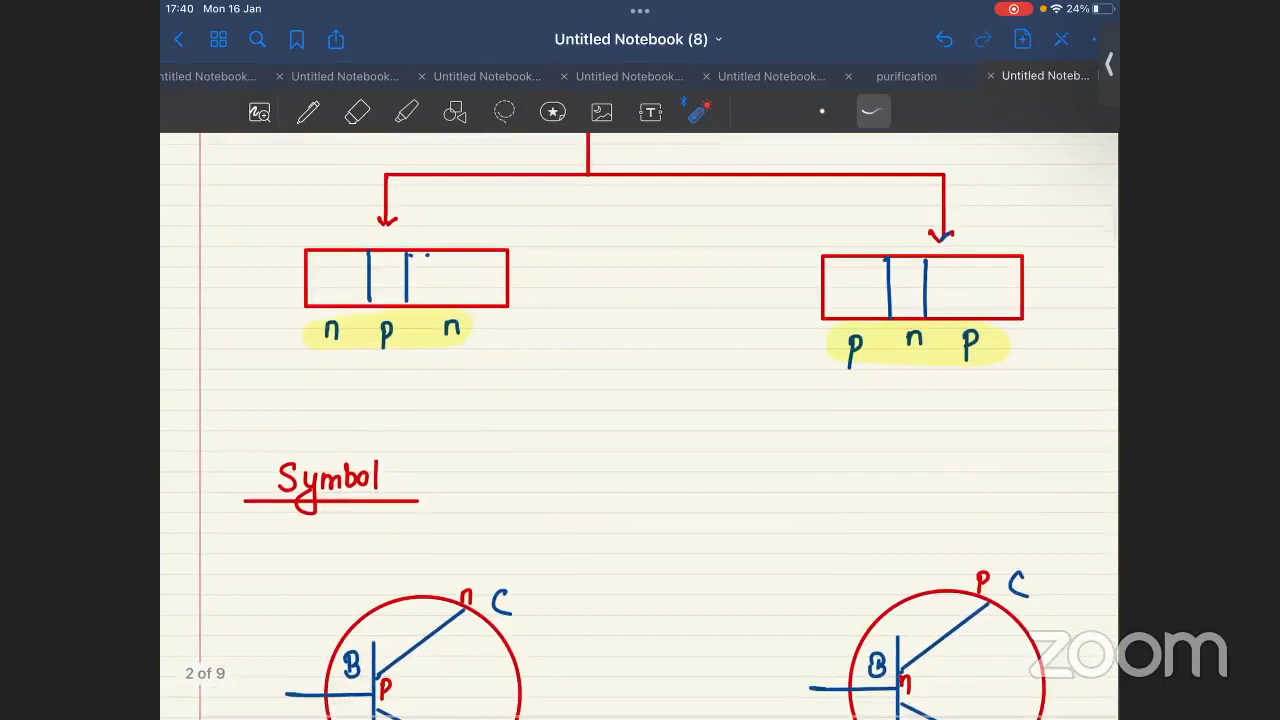 17:40 Mon 16 Jan
24%
Untitled Notebook (8)
ntitled Notebook... Untitled Notebook... Untitled Notebook... Untitled Notebook... Untitled Notebook... purification Untitled Noteb...
T
n p n
p n p
Symbol
n C
p C
B
B
p
n
2 of 9
zoom